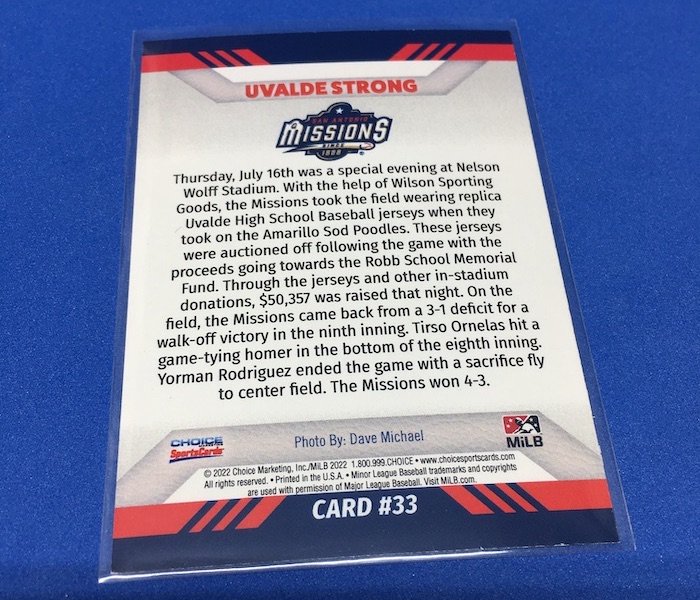 UVALDE STRONG
SAN ANTONIO
MISSIONS
SINCE
1888
Thursday, July 16th was a special evening at Nelson
Wolff Stadium. With the help of Wilson Sporting
Goods, the Missions took the field wearing replica
Uvalde High School Baseball jerseys when they
took on the Amarillo Sod Poodles. These jerseys
were auctioned off following the game with the
proceeds going towards the Robb School Memorial
Fund. Through the jerseys and other in-stadium
donations, $50,357 was raised that night. On the
field, the Missions came back from a 3-1 deficit for a
walk-off victory in the ninth inning. Tirso Ornelas hit a
game-tying homer in the bottom of the eighth inning.
Yorman Rodriguez ended the game with a sacrifice fly
to center field. The Missions won 4-3.
CHOICE
SportsCards
Photo By: Dave Michael
MiLB
© 2022 Choice Marketing, Inc./MiLB 2022 1.800.999.CHOICE • www.choicesportscards.com
All rights reserved. • Printed in the U.S.A. • Minor League Baseball trademarks and copyrights
are used with permission of Major League Baseball. Visit MiLB.com.
CARD #33